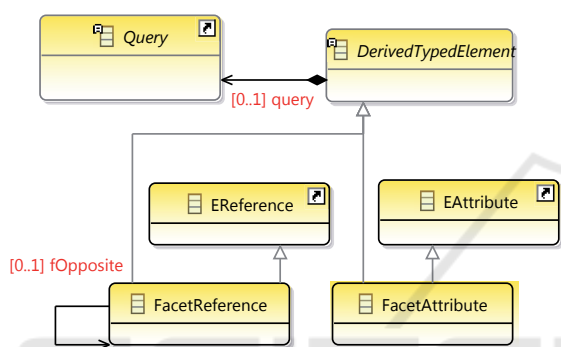 Query
DerivedTypedElement
[0..1] query
EReference
EAttribute
[0..1] fOpposite
FacetReference
FacetAttribute